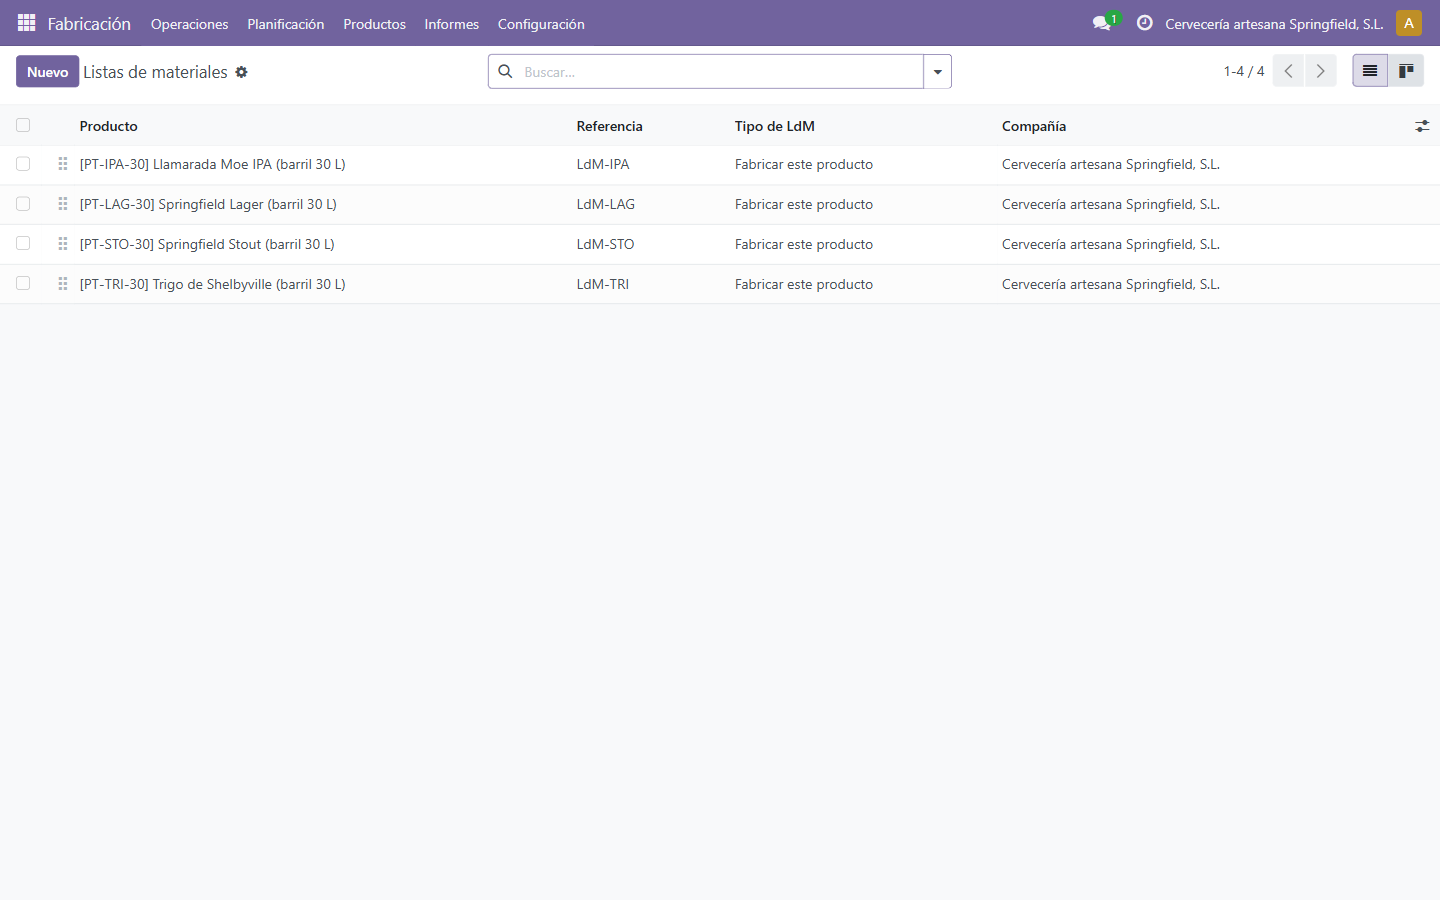 Fabricación Operaciones Planificación Productos Informes Configuración 1 Cervecería artesana Springfield, S.L. A
Nuevo Listas de materiales Buscar... 1-4 / 4
Producto Referencia Tipo de LdM Compañía
[PT-IPA-30] Llamarada Moe IPA (barril 30 L) LdM-IPA Fabricar este producto Cervecería artesana Springfield, S.L.
[PT-LAG-30] Springfield Lager (barril 30 L) LdM-LAG Fabricar este producto Cervecería artesana Springfield, S.L.
[PT-STO-30] Springfield Stout (barril 30 L) LdM-STO Fabricar este producto Cervecería artesana Springfield, S.L.
[PT-TRI-30] Trigo de Shelbyville (barril 30 L) LdM-TRI Fabricar este producto Cervecería artesana Springfield, S.L.